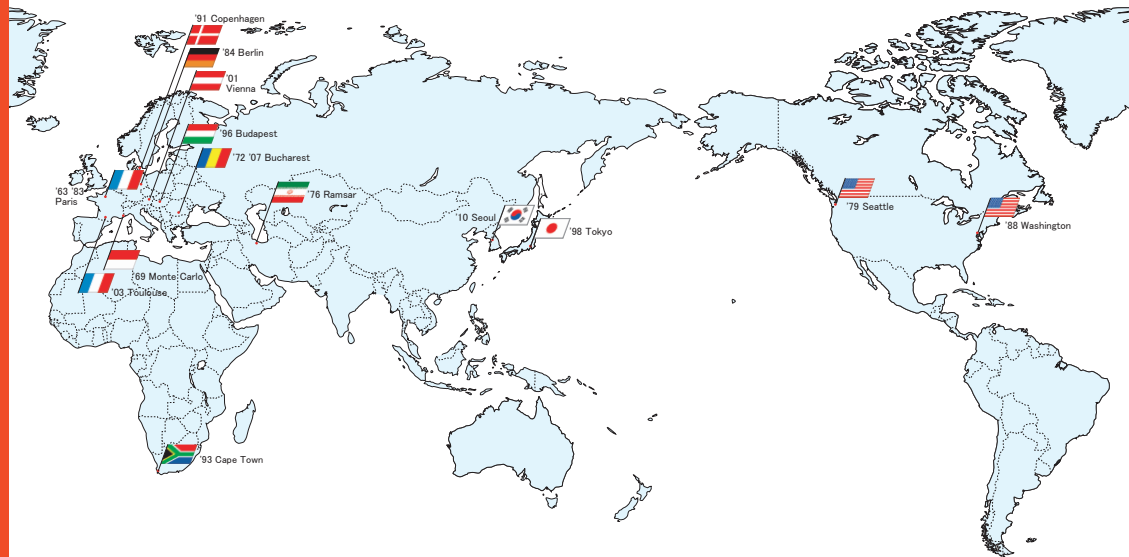 '91 Copenhagen
'84 Berlin
'01
Vienna
'96 Budapest
'72 '07 Bucharest
'63 '83
Paris
'76 Ramsar
'10 Seoul
'98 Tokyo
'79 Seattle
'88 Washington
'69 Monte Carlo
'03 Toulouse
'93 Cape Town